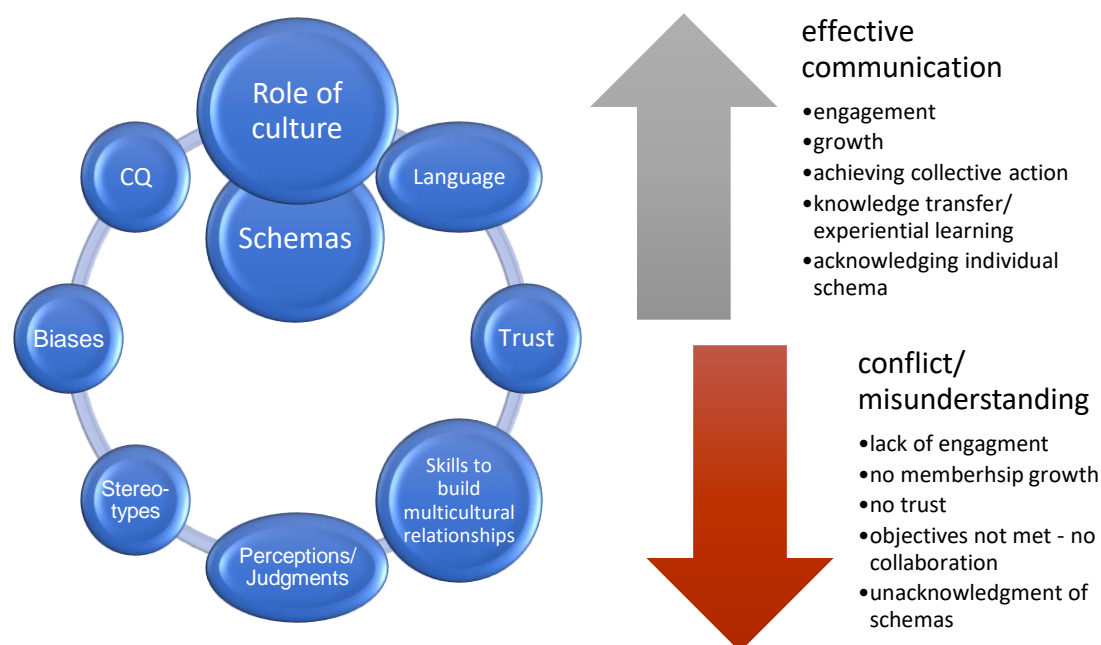 Role of
culture
Schemas
Language
Trust
Skills to
build
multicultural
relationships
Perceptions/
Judgments
Stereo-
types
Biases
CQ
effective
communication
•engagement
•growth
•achieving collective action
•knowledge transfer/
experiential learning
•acknowledging individual
schema
conflict/
misunderstanding
•lack of engagment
•no memberhsip growth
•no trust
•objectives not met - no
collaboration
•unacknowledgment of
schemas